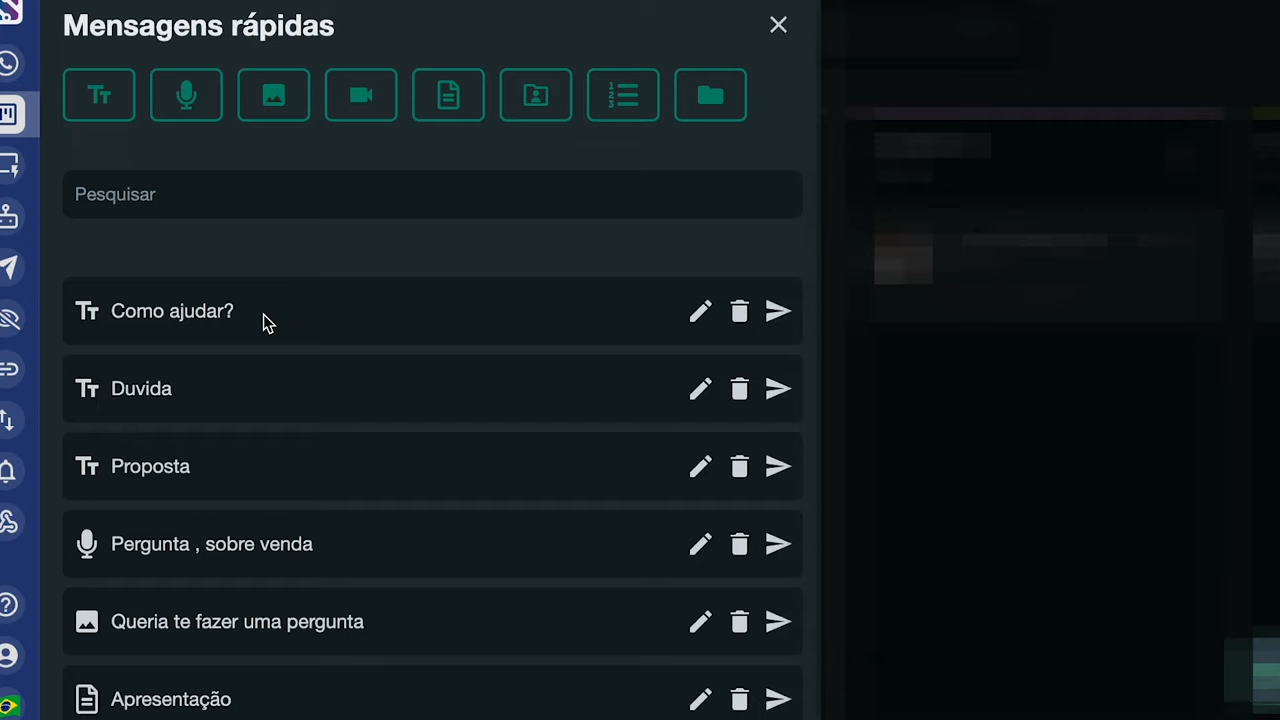 Mensagens rápidas
Pesquisar
Como ajudar?
Duvida
Proposta
Pergunta , sobre venda
Queria te fazer uma pergunta
Apresentação